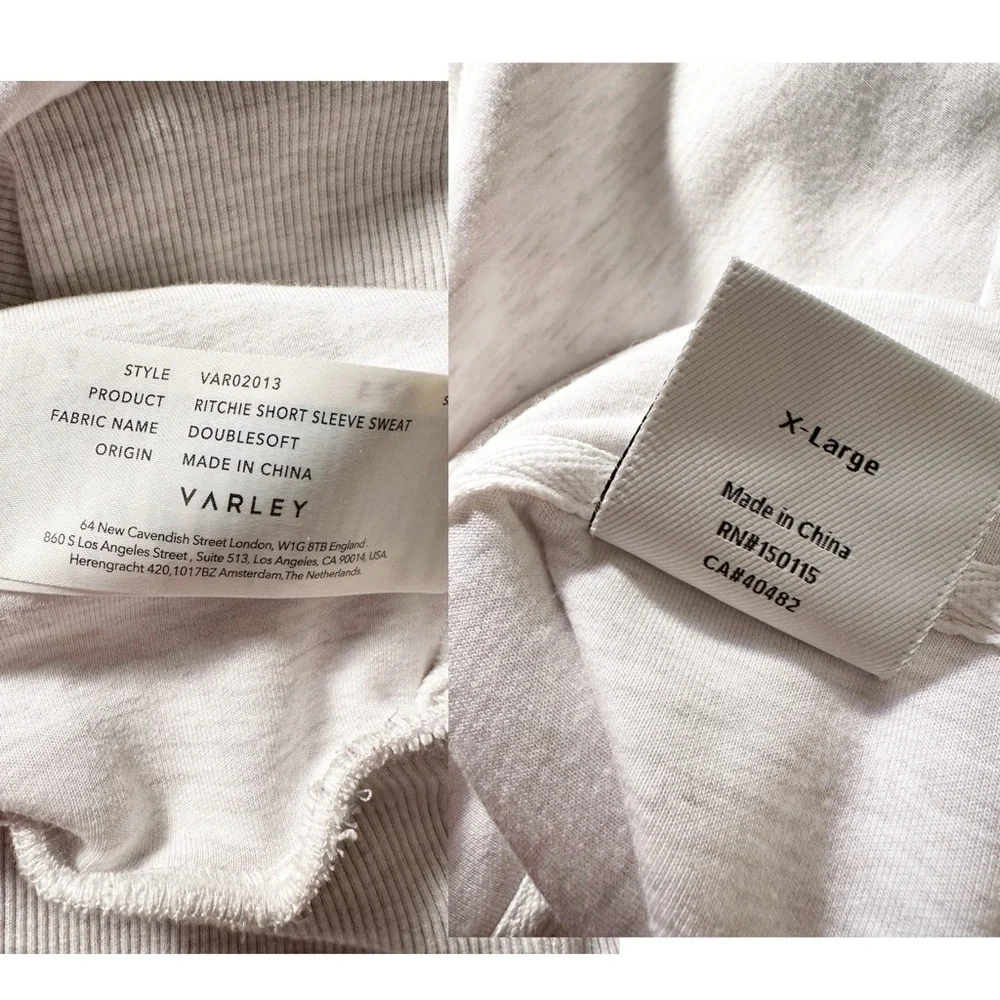 STYLE VAR02013
PRODUCT RITCHIE SHORT SLEEVE SWEAT
FABRIC NAME DOUBLESOFT
ORIGIN MADE IN CHINA
VARLEY
64 New Cavendish Street London, W1G 8TB England.
860 S Los Angeles Street, Suite 513, Los Angeles, CA 90014, USA.
Herengracht 420,1017BZ Amsterdam, The Netherlands.
X-Large
Made in China
RN#150115
CA#40482